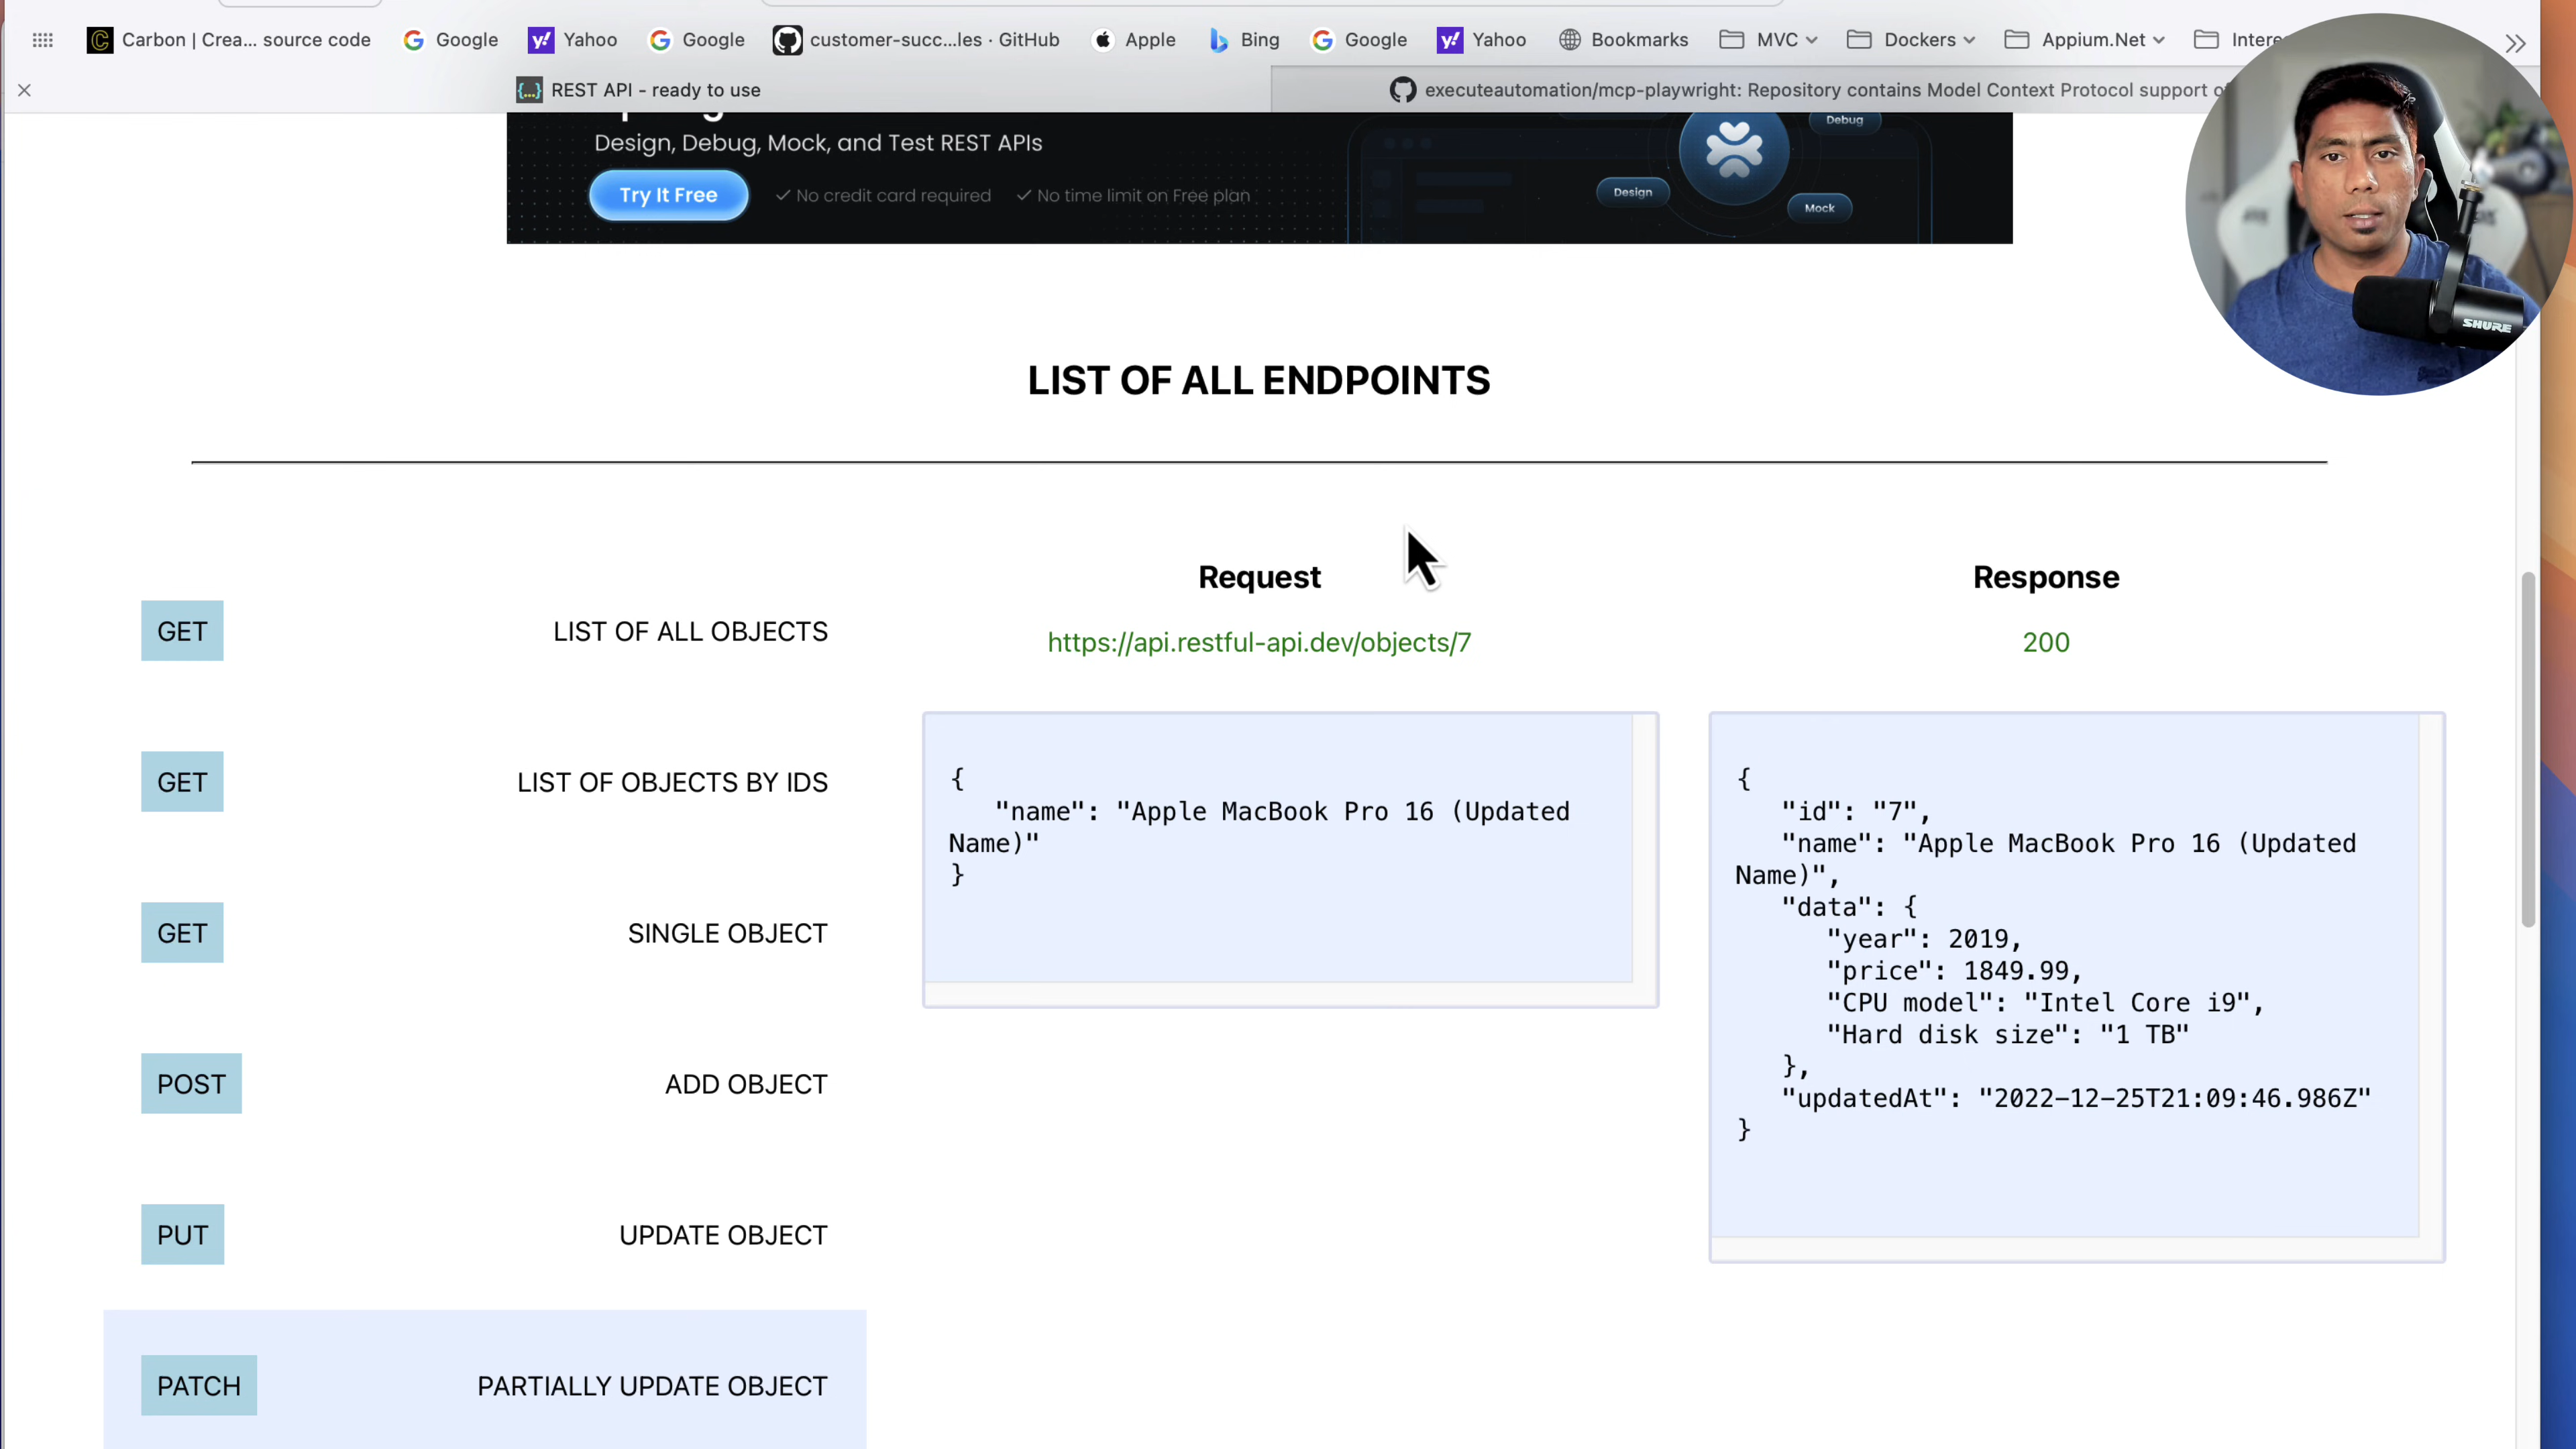 Carbon | Crea... source code
Google
Yahoo
Google
customer-succ...les · GitHub
Apple
Bing
Google
Yahoo
Bookmarks
MVC
Dockers
Appium.Net
REST API - ready to use
executeautomation/mcp-playwright: Repository contains Model Context Protocol support
Design, Debug, Mock, and Test REST APIs
Try It Free
✓ No credit card required
✓ No time limit on Free plan
Debug
Design
Mock
SHURE
LIST OF ALL ENDPOINTS
GET
LIST OF ALL OBJECTS
GET
LIST OF OBJECTS BY IDS
GET
SINGLE OBJECT
POST
ADD OBJECT
PUT
UPDATE OBJECT
PATCH
PARTIALLY UPDATE OBJECT
Request
https://api.restful-api.dev/objects/7
{
"name": "Apple MacBook Pro 16 (Updated
Name)"
}
Response
200
{
"id": "7",
"name": "Apple MacBook Pro 16 (Updated
Name)",
"data": {
"year": 2019,
"price": 1849.99,
"CPU model": "Intel Core i9",
"Hard disk size": "1 TB"
},
"updatedAt": "2022-12-25T21:09:46.986Z"
}